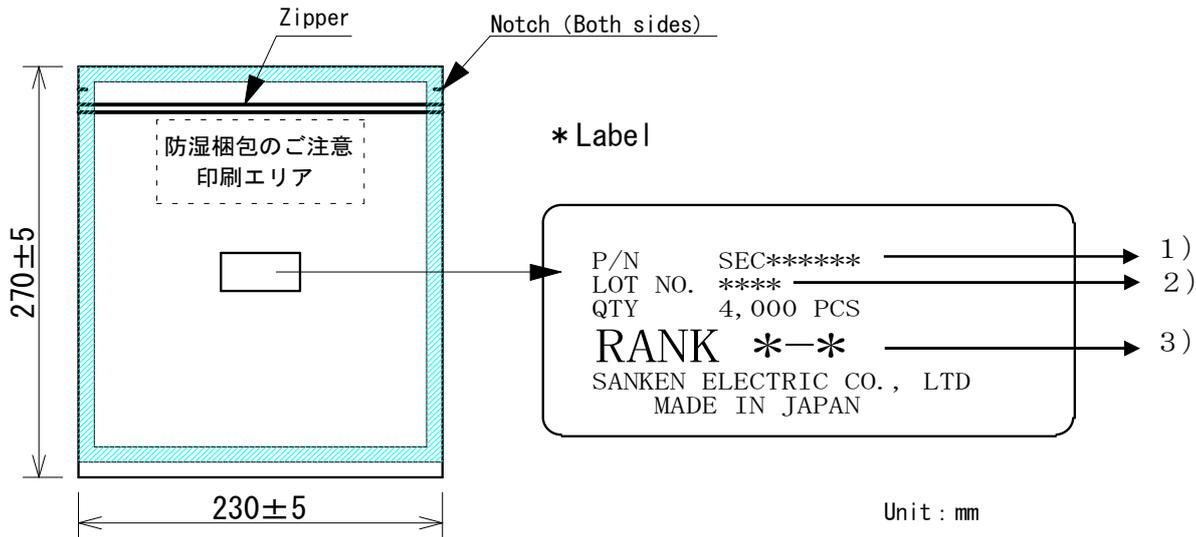 Zipper
Notch (Both sides)
防湿梱包のご注意
印刷エリア
270±5
230±5
*Label
P/N SEC****** 1)
LOT NO. **** 2)
QTY 4,000 PCS
RANK *-* 3)
SANKEN ELECTRIC CO., LTD
MADE IN JAPAN
Unit : mm